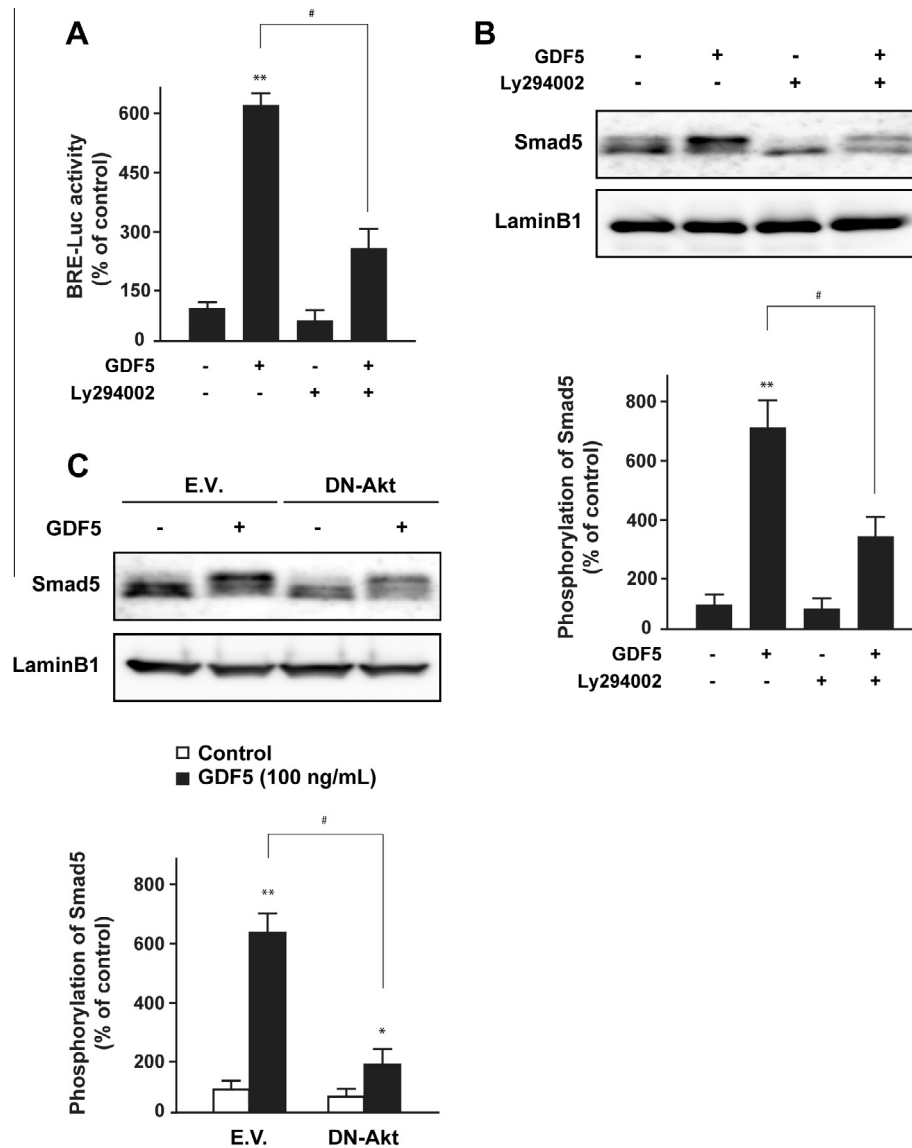 A
#
**
600
450
300
150
0
BRE-Luc activity
(% of control)
GDF5 - + - +
Ly294002 - - + +
B
GDF5 - + - +
Ly294002 - - + +
Smad5
LaminB1
#
**
800
600
400
200
0
Phosphorylation of Smad5
(% of control)
GDF5 - + - +
Ly294002 - - + +
C
E.V. DN-Akt
GDF5 - + - +
Smad5
LaminB1
Control
GDF5 (100 ng/mL)
#
**
*
800
600
400
200
0
Phosphorylation of Smad5
(% of control)
E.V. DN-Akt